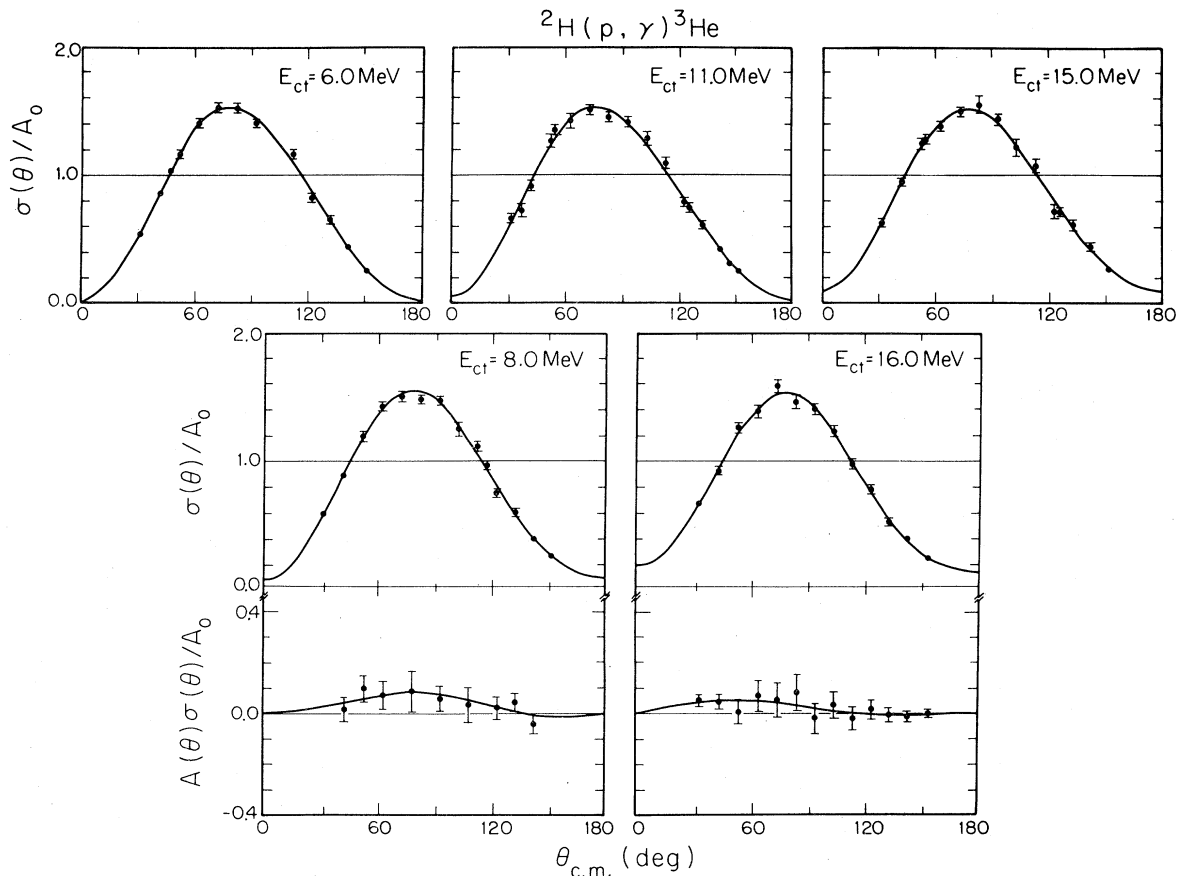 ²H(p, γ)³He
σ(θ)/A₀
2.0
1.0
0.0
E_ct=6.0 MeV
0 60 120 180
E_ct=11.0 MeV
0 60 120 180
E_ct=15.0 MeV
0 60 120 180
σ(θ)/A₀
2.0
1.0
0.0
E_ct=8.0 MeV
E_ct=16.0 MeV
A(θ)σ(θ)/A₀
0.4
0.0
-0.4
0 60 120 180
0 60 120 180
θ_c.m. (deg)